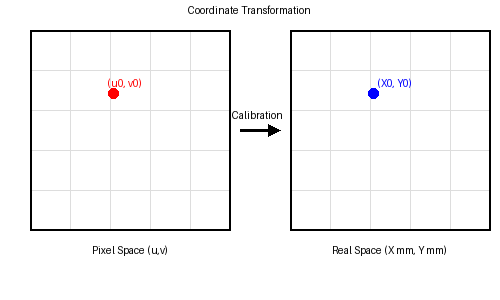 Coordinate Transformation
(u0, v0)
(X0, Y0)
Calibration
Pixel Space (u,v)
Real Space (X mm, Y mm)